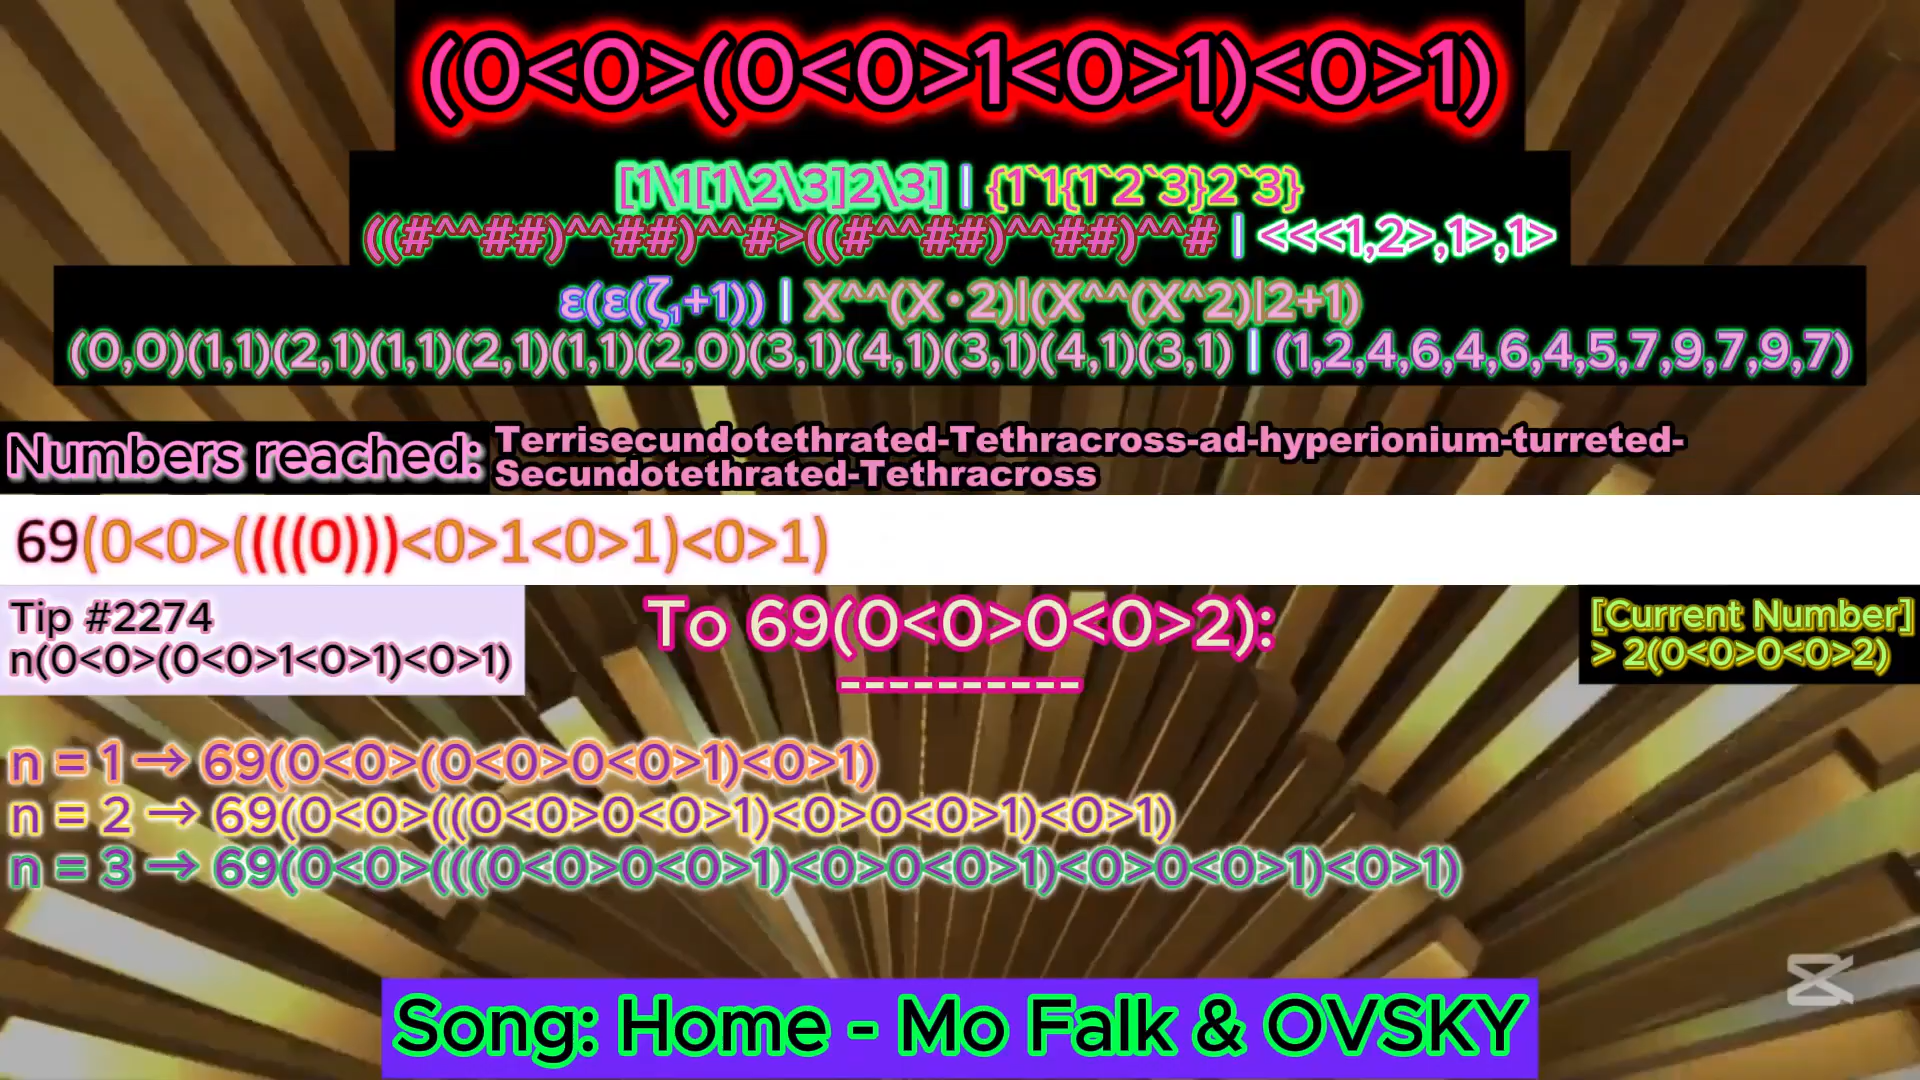 (0<0>(0<0>1<0>1)<0>1)
[1\1[1\2\3]2\3] | {1`1{1`2`3}2`3}
((#^^##)^^##)^^#>((#^^##)^^##)^^# | <<<1,2>,1>,1>
ε(ε(ζ₁+1)) | X^^(X·2)|(X^^(X^2)|2+1)
(0,0)(1,1)(2,1)(1,1)(2,1)(1,1)(2,0)(3,1)(4,1)(3,1)(4,1)(3,1) | (1,2,4,6,4,6,4,5,7,9,7,9,7)
Numbers reached: Terrisecundotethrated-Tethracross-ad-hyperionium-turreted-
Secundotethrated-Tethracross
69(0<0>((((0)))<0>1<0>1)<0>1)
Tip #2274
n(0<0>(0<0>1<0>1)<0>1)
To 69(0<0>0<0>2):
----------
[Current Number]
> 2(0<0>0<0>2)
n = 1 → 69(0<0>(0<0>0<0>1)<0>1)
n = 2 → 69(0<0>((0<0>0<0>1)<0>0<0>1)<0>1)
n = 3 → 69(0<0>(((0<0>0<0>1)<0>0<0>1)<0>0<0>1)<0>1)
Song: Home - Mo Falk & OVSKY